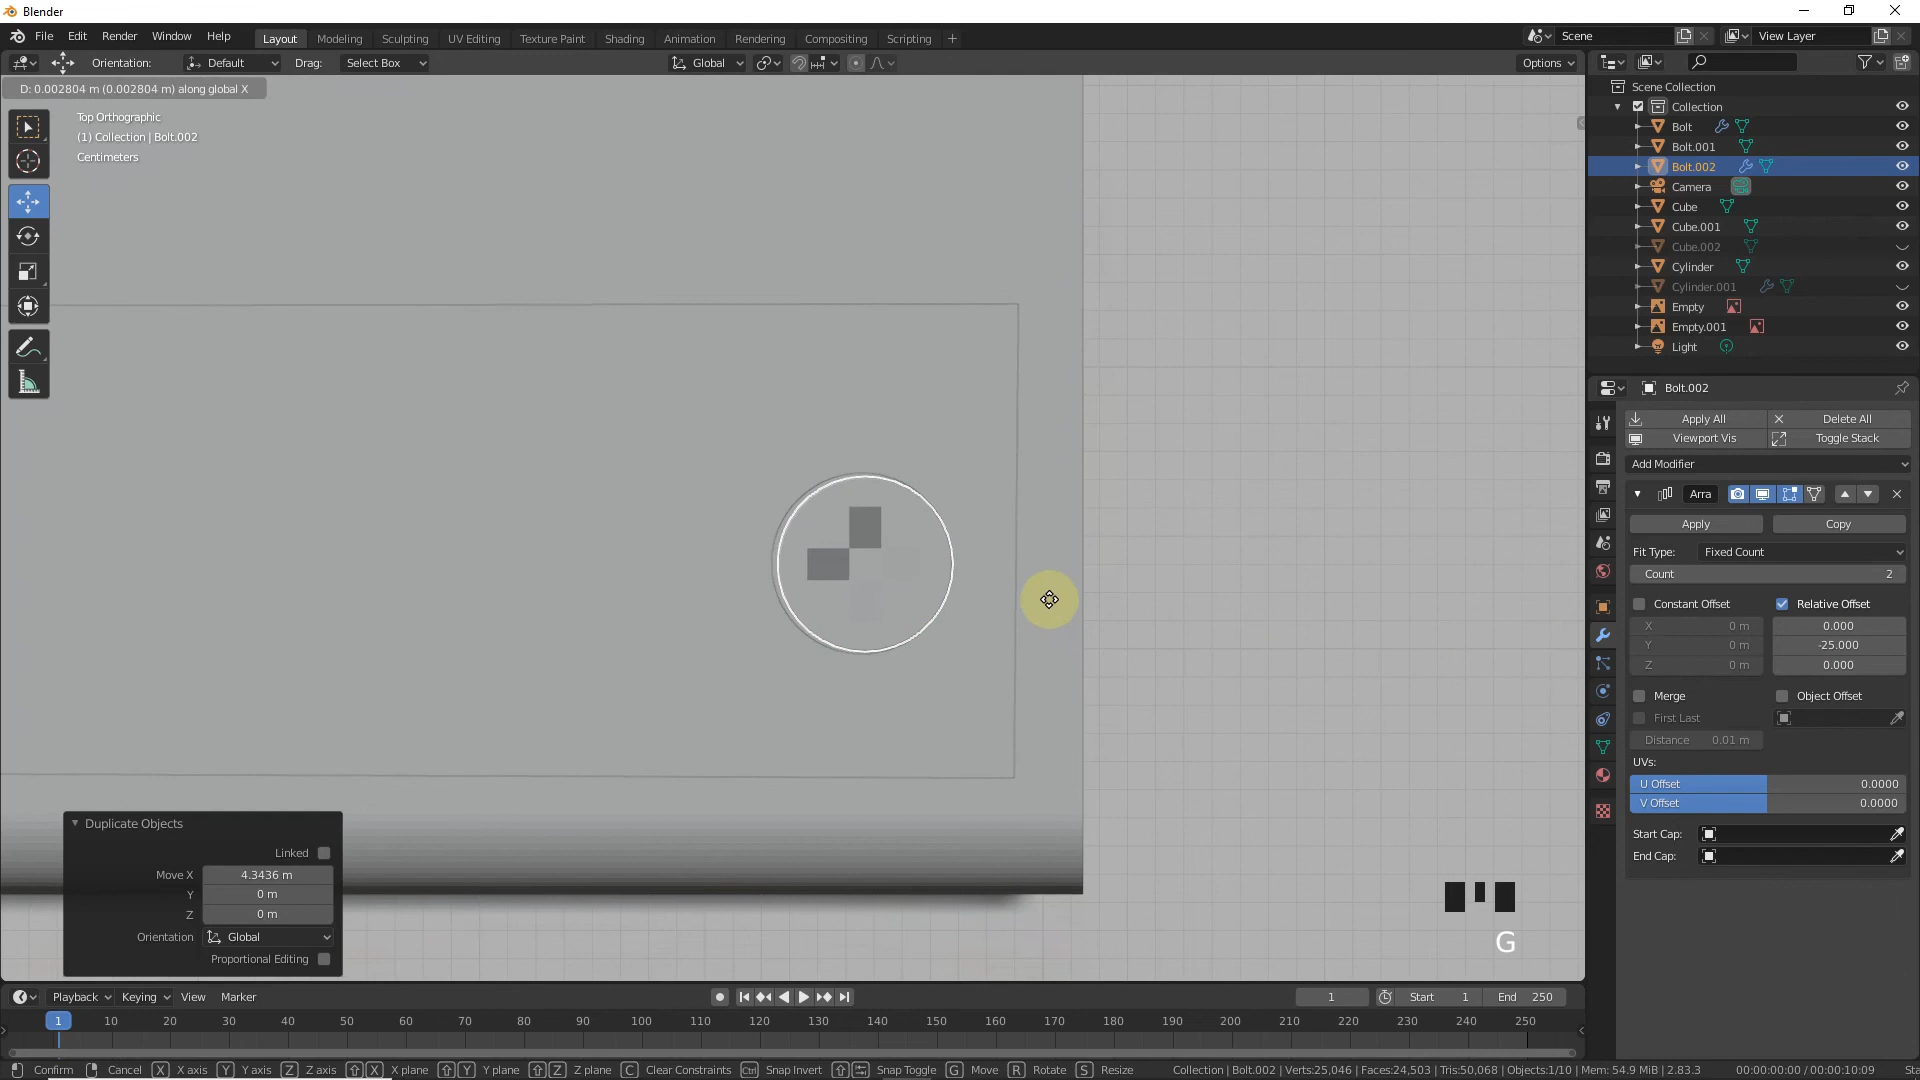 Blender
File Edit Render Window Help
Layout Modeling Sculpting UV Editing Texture Paint Shading Animation Rendering Compositing Scripting +
Scene
View Layer
Orientation: Default Drag: Select Box Global Options
D: 0.002804 m (0.002804 m) along global X
Top Orthographic
(1) Collection | Bolt.002
Centimeters
Scene Collection
Collection
Bolt
Bolt.001
Bolt.002
Camera
Cube
Cube.001
Cube.002
Cylinder
Cylinder.001
Empty
Empty.001
Light
Bolt.002
Apply All Delete All
Viewport Vis Toggle Stack
Add Modifier
Arra
Apply Copy
Fit Type: Fixed Count
Count 2
Constant Offset Relative Offset
X 0 m 0.000
Y 0 m -25.000
Z 0 m 0.000
Merge Object Offset
First Last
Distance 0.01 m
UVs:
U Offset 0.0000
V Offset 0.0000
Start Cap:
End Cap:
Duplicate Objects
Linked
Move X 4.3436 m
Y 0 m
Z 0 m
Orientation Global
Proportional Editing
G
Playback Keying View Marker
1 Start 1 End 250
1 10 20 30 40 50 60 70 80 90 100 110 120 130 140 150 160 170 180 190 200 210 220 230 240 250
Confirm Cancel X X axis Y Y axis Z Z axis X X plane Y Y plane Z Z plane C Clear Constraints Ctrl Snap Invert Snap Toggle G Move R Rotate S Resize Collection | Bolt.002 | Verts:25,046 | Faces:24,503 | Tris:50,068 | Objects:1/10 | Mem: 54.9 MiB | 2.83.3 00:00:00:00 / 00:00:10:09 Sta